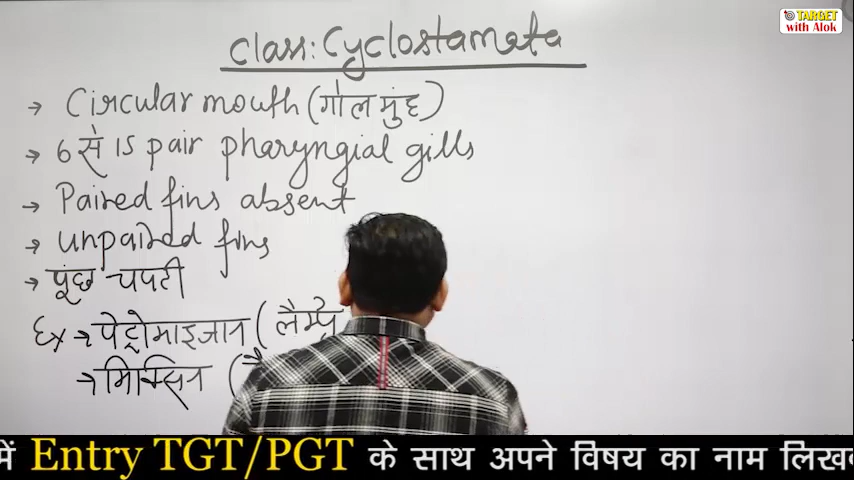 TARGET
with Alok
Class: Cyclostamata
→ Circular mouth (गोल मुंह)
→ 6 से 15 pair pharyngial gills
→ Paired fins absent
→ unpaired fins
→ पूंछ चपटी
Ex → पेट्रोमाइजान ( लैम्प्रे
→ मिक्सिन (
में Entry TGT/PGT के साथ अपने विषय का नाम